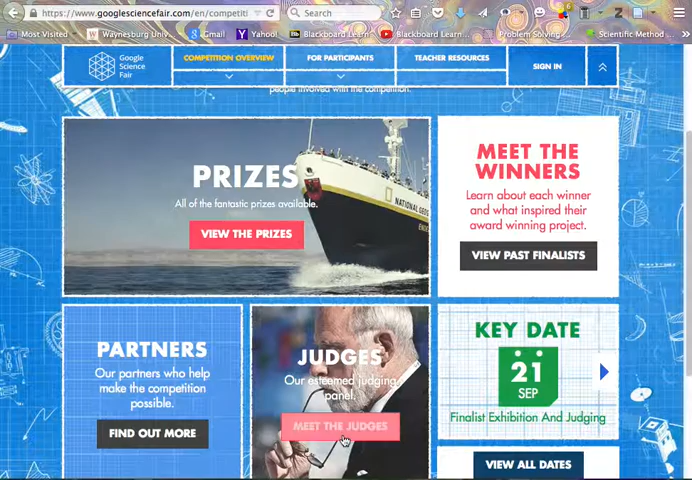 https://www.googlesciencefair.com/en/competiti
Search
Most Visited
Waynesburg Univ...
Gmail
Yahoo!
Blackboard Learn
Blackboard Learn...
Problem Solving...
Scientific Method ...
Google
Science
Fair
COMPETITION OVERVIEW
FOR PARTICIPANTS
TEACHER RESOURCES
SIGN IN
people involved with the competition.
PRIZES
All of the fantastic prizes available.
VIEW THE PRIZES
NATIONAL GEO
MEET THE
WINNERS
Learn about each winner
and what inspired their
award winning project.
VIEW PAST FINALISTS
PARTNERS
Our partners who help
make the competition
possible.
FIND OUT MORE
JUDGES
Our esteemed judging
panel.
MEET THE JUDGES
KEY DATE
21
SEP
Finalist Exhibition And Judging
VIEW ALL DATES